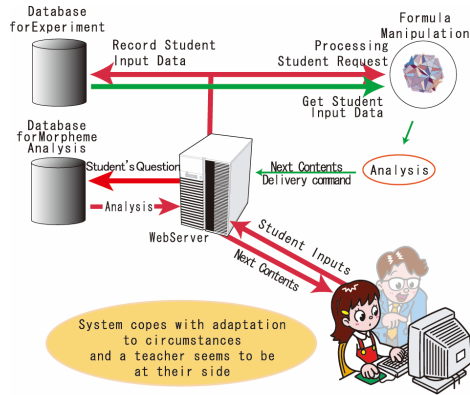 Database
forExperiment
Record Student
Input Data
Processing
Student Request
Formula
Manipulation
Get Student
Input Data
Database
forMorpheme
Analysis
Student's Question
Analysis
WebServer
Next Contents
Delivery command
Analysis
Student Inputs
Next Contents
System copes with adaptation
to circumstances
and a teacher seems to be
at their side